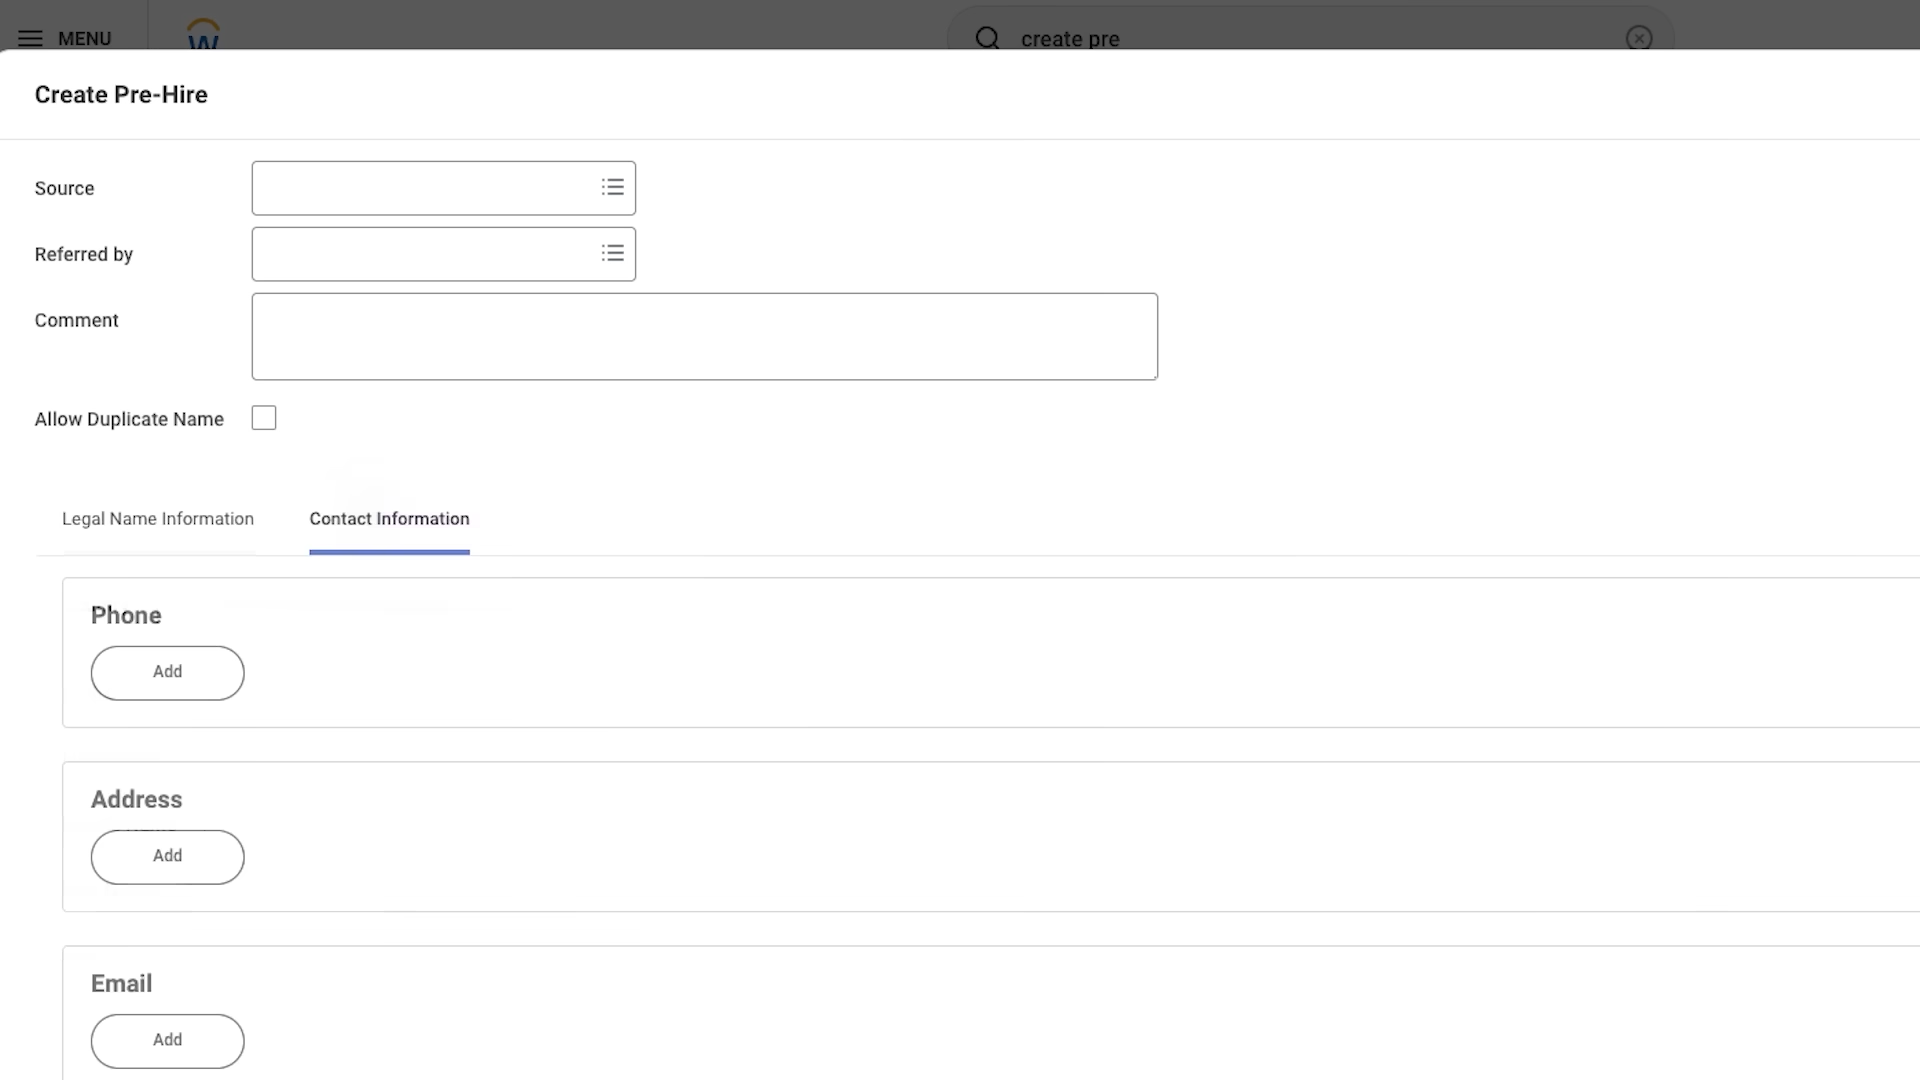 MENU
W
create pre
Create Pre-Hire
Source
Referred by
Comment
Allow Duplicate Name
Legal Name Information
Contact Information
Phone
Add
Address
Add
Email
Add